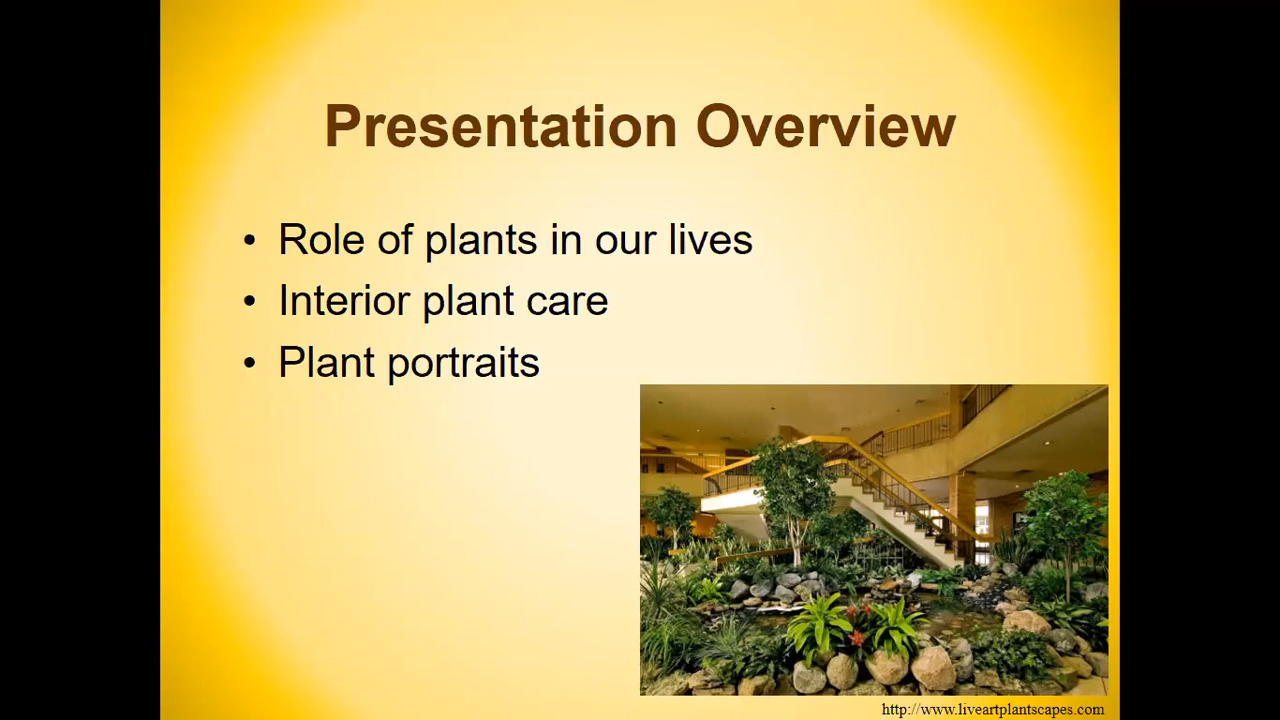 Presentation Overview
• Role of plants in our lives
• Interior plant care
• Plant portraits
http://www.liveartplantscapes.com